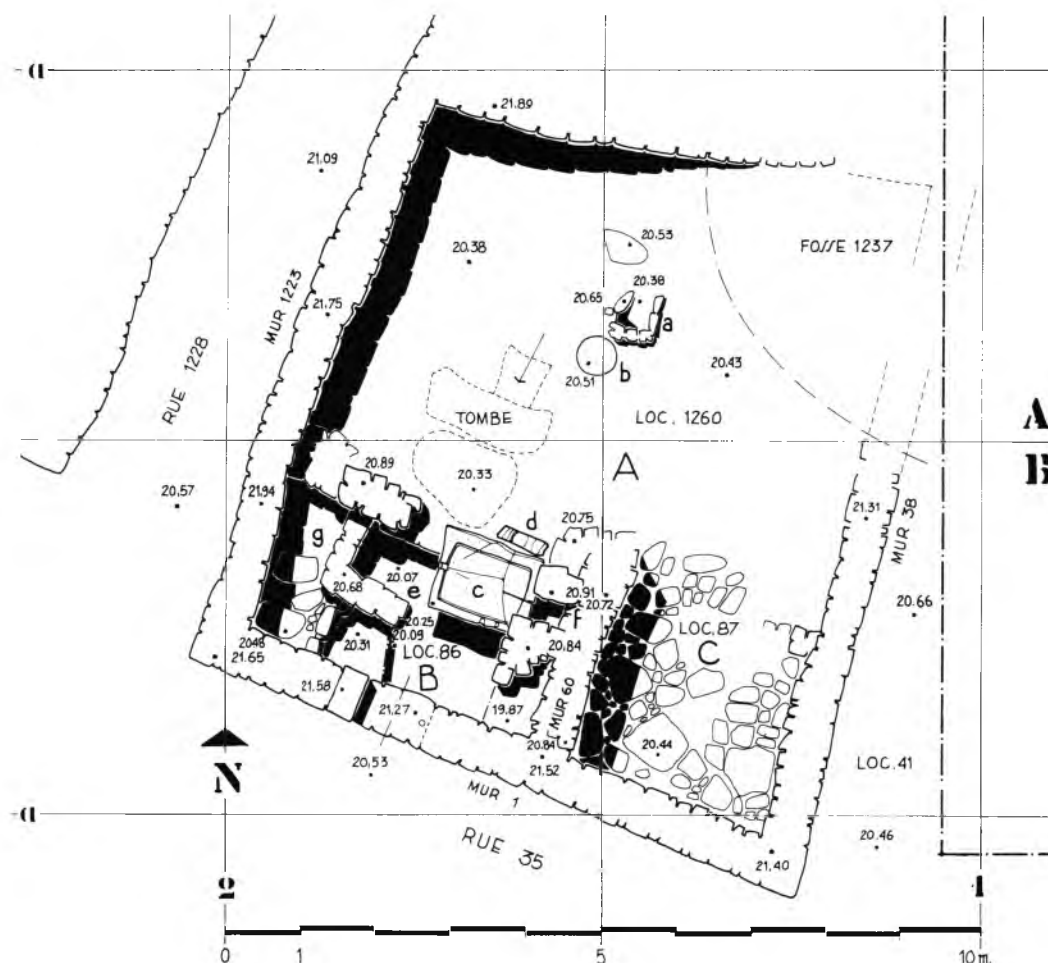 21.89
21.09
20.38
20.53
FOSSE 1237
MUR 1223
21.75
20.65
20.38
a
RUE 1228
20.51
b
20.43
TOMBE
LOC. 1260
A
A
B
20.89
20.33
20.57
21.94
21.31
MUR 38
g
d
20.75
20.07
e
c
20.68
20.91
20.72
f
20.66
20.25
20.09
LOC. 87
C
20.48
20.31
LOC. 86
20.84
21.65
B
21.58
21.27
19.87
MUR 60
20.44
N
20.84
21.52
LOC. 41
20.53
MUR 1
RUE 35
21.40
20.46
1
0
1
5
10 m.